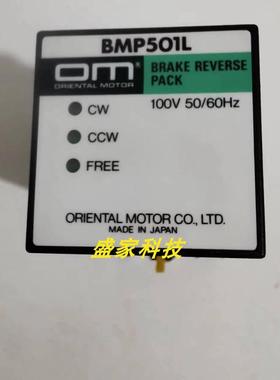 BMP501L
OM
ORIENTAL MOTOR
BRAKE REVERSE
PACK
CW
100V 50/60Hz
CCW
FREE
ORIENTAL MOTOR CO., LTD.
MADE IN JAPAN
盛家科技